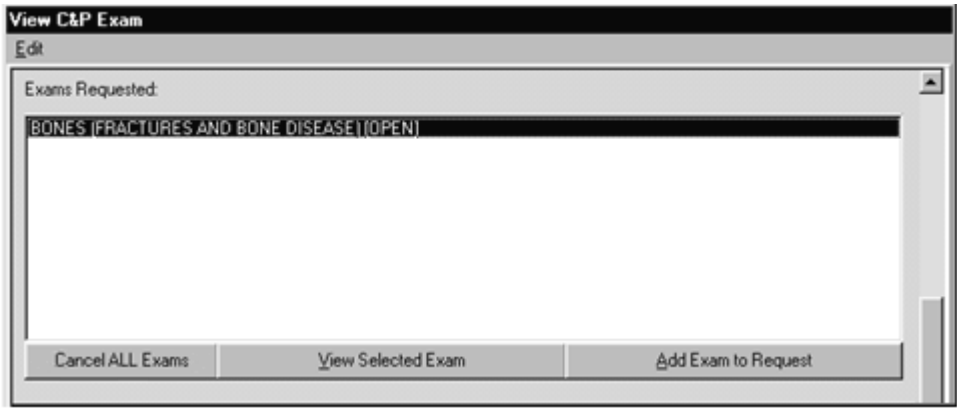 View C&P Exam
Edit
Exams Requested:
BONES (FRACTURES AND BONE DISEASE) [OPEN]
Cancel ALL Exams View Selected Exam Add Exam to Request